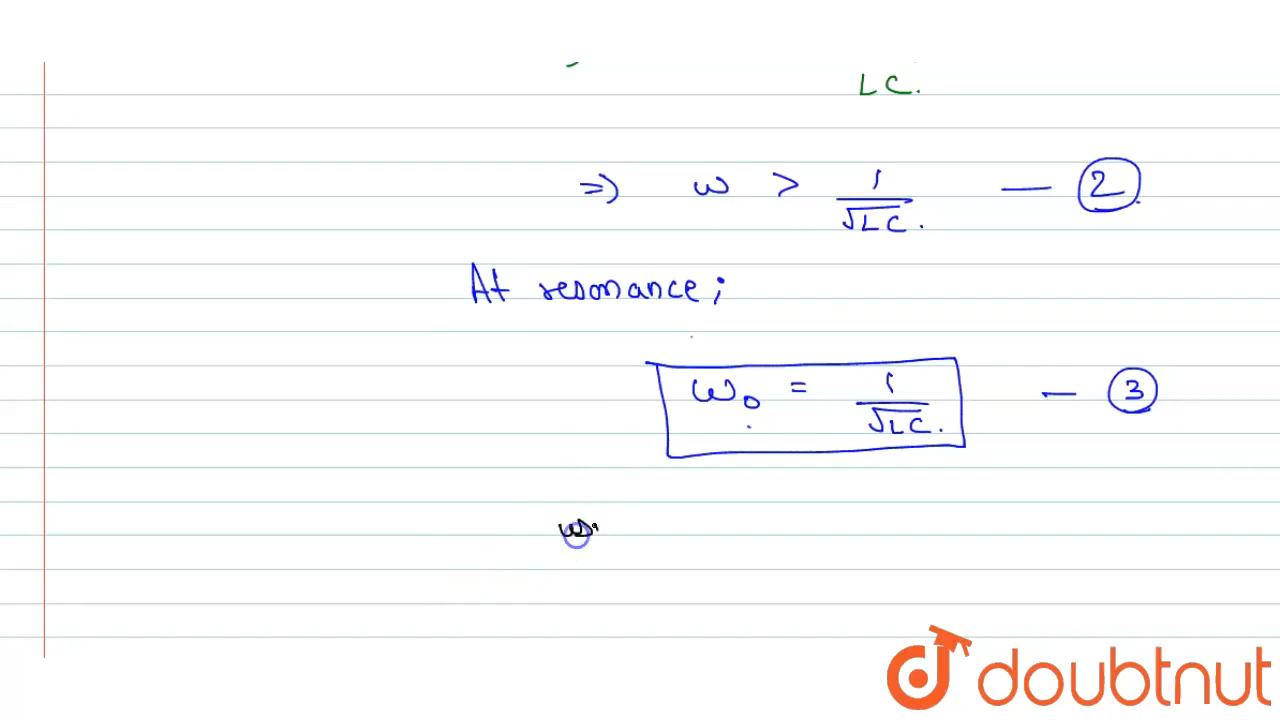 LC.
=> ω > 1/√LC. — 2.
At resonance;
ω₀ = 1/√LC. — 3
ω
doubtnut